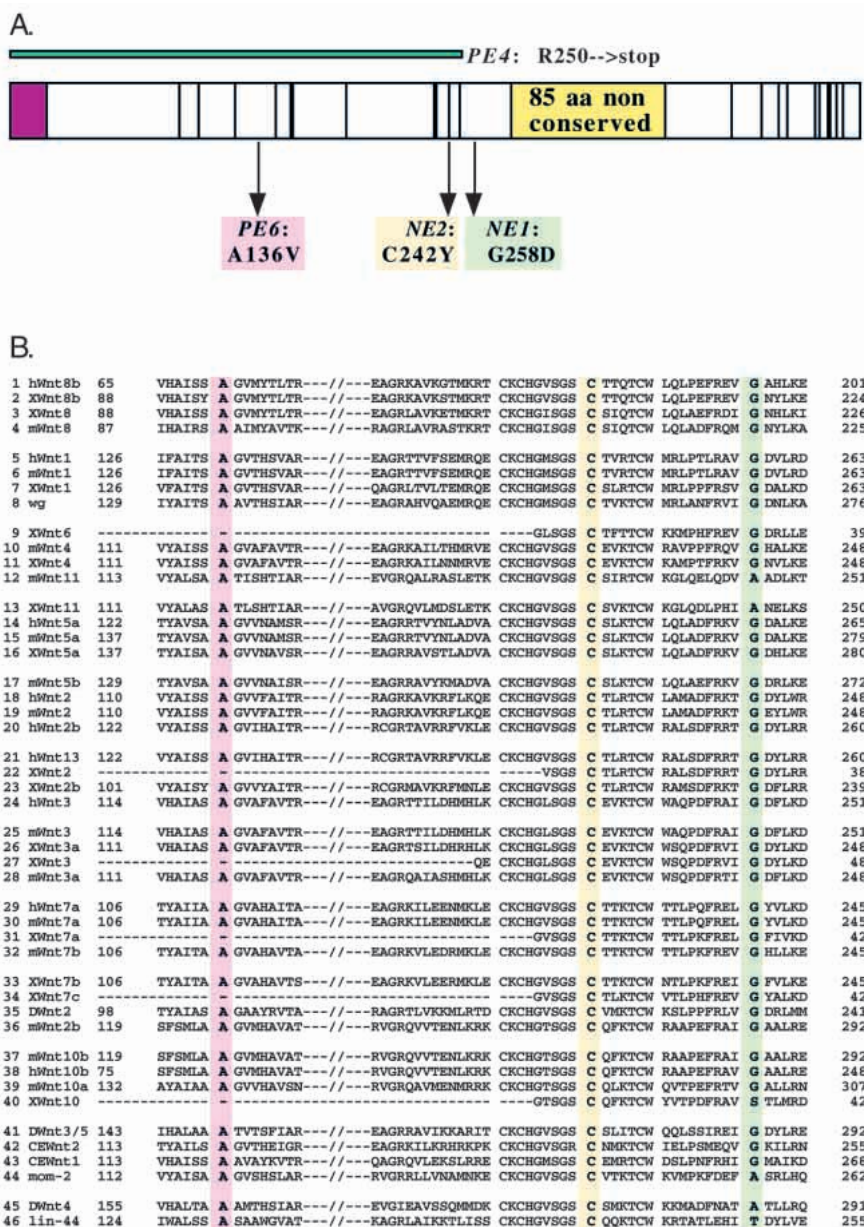 A.
PE4: R250-->stop
85 aa non
conserved
PE6:
A136V
NE2:
C242Y
NE1:
G258D
B.
1 hWnt8b 65 VHAISS A GVMYTLTR---//---EAGRKAVKGTMKRT CKCHGVSGS C TTQTCW LQLPEFREV G AHLKE 201
2 XWnt8b 88 VHAISY A GVMYTLTR---//---EAGRKAVKSTMKRT CKCHGVSGS C TTQTCW LQLPEFREV G NYLKE 224
3 XWnt8 88 VHAISS A GVMYTLTR---//---EAGRLAVKETMKRT CKCHGISGS C SIQTCW LQLAEFRDI G NHLKI 226
4 mWnt8 87 IHAIRS A AIMYAVTK---//---RAGRLAVRASTKRT CKCHGISGS C SIQTCW LQLADFRQM G NYLKA 225
5 hWnt1 126 IFAITS A GVTHSVAR---//---EAGRTTVFSEMRQE CKCHGMSGS C TVRTCW MRLPTLRAV G DVLRD 263
6 mWnt1 126 IFAITS A GVTHSVAR---//---EAGRTTVFSEMRQE CKCHGMSGS C TVRTCW MRLPTLRAV G DVLRD 263
7 XWnt1 126 VFAITS A GVTHSVAR---//---QAGRLTVLTEMRQE CKCHGMSGS C SLRTCW MRLPPFRSV G DALKD 263
8 wg 129 IYAITS A AVTHSIAR---//---EAGRAHVQAEMRQE CKCHGMSGS C TVKTCW MRLANFRVI G DNLKA 276
9 XWnt6 ---------------- - ------------------------------ -----GLSGS C TFTTCW KKMPHFREV G DRLLE 39
10 mWnt4 111 VYAISS A GVAFAVTR---//---EAGRKAILTHMRVE CKCHGVSGS C EVKTCW RAVPPFRQV G HALKE 248
11 XWnt4 111 VYAISS A GVAFAVTR---//---EAGRKAILNNMRVE CKCHGVSGS C EVKTCW KAMPTFRKV G NVLKE 248
12 mWnt11 113 VYALSA A TISHTIAR---//---EVGRQALRASLETK CKCHGVSGS C SIRTCW KGLQELQDV A ADLKT 251
13 XWnt11 111 VYALAS A TLSHTIAR---//---AVGRQVLMDSLETK CKCHGVSGS C SVKTCW KGLQDLPHI A NELKS 250
14 hWnt5a 122 TYAVSA A GVVNAMSR---//---EAGRRTVYNLADVA CKCHGVSGS C SLKTCW LQLADFRKV G DALKE 265
15 mWnt5a 137 TYAVSA A GVVNAMSR---//---EAGRRTVYNLADVA CKCHGVSGS C SLKTCW LQLADFRKV G DALKE 279
16 XWnt5a 137 TYAISA A GVVNAVSR---//---EAGRRAVSTLADVA CKCHGVSGS C SLKTCW LQLADFRKV G DHLKE 280
17 mWnt5b 129 TYAVSA A GVVNAISR---//---EAGRRAVYKMADVA CKCHGVSGS C SLKTCW LQLAEFRKV G DRLKE 272
18 hWnt2 110 VYAISS A GVVFAITR---//---RAGRKAVKRFLKQE CKCHGVSGS C TLRTCW LAMADFRKT G DYLWR 248
19 mWnt2 110 VYAISS A GVVFAITR---//---RAGRKAVKRFLKQE CKCHGVSGS C TLRTCW LAMADFRKT G EYLWR 248
20 hWnt2b 122 VYAISS A GVIHAITR---//---RCGRTAVRRFVKLE CKCHGVSGS C TLRTCW RALSDFRRT G DYLRR 260
21 hWnt13 122 VYAISS A GVIHAITR---//---RCGRTAVRRFVKLE CKCHGVSGS C TLRTCW RALSDFRRT G DYLRR 260
22 XWnt2 ---------------- - ------------------------------ ------VSGS C TLRTCW RALSDFRRT G DYLRR 38
23 XWnt2b 101 VYAISY A GVVYAITR---//---RCGRMAVKRFMNLE CKCHGVSGS C TLRTCW RAMSDFRKT G DFLRR 239
24 hWnt3 114 VHAIAS A GVAFAVTR---//---EAGRTTILDHMHLK CKCHGLSGS C EVKTCW WAQPDFRAI G DFLKD 251
25 mWnt3 114 VHAIAS A GVAFAVTR---//---EAGRTTILDHMHLK CKCHGLSGS C EVKTCW WAQPDFRAI G DFLKD 251
26 XWnt3a 111 VHAIAS A GVAFAVTR---//---EAGRTSILDHRHLK CKCHGLSGS C EVKTCW WSQPDFRVI G DYLKD 248
27 XWnt3 ---------------- - ----------------------------QE CKCHGLSGS C EVKTCW WSQPDFRVI G DYLKD 48
28 mWnt3a 111 VHAIAS A GVAFAVTR---//---EAGRQAIASHMHLK CKCHGLSGS C EVKTCW WSQPDFRTI G DFLKD 248
29 hWnt7a 106 TYAIIA A GVAHAITA---//---EAGRKILEENMKLE CKCHGVSGS C TTKTCW TTLPQFREL G YVLKD 245
30 mWnt7a 106 TYAIIA A GVAHAITA---//---EAGRKILEENMKLE CKCHGVSGS C TTKTCW TTLPQFREL G YVLKD 245
31 XWnt7a ---------------- - ------------------------------ -----GVSGS C TTKTCW TTLPKFREL G FIVKD 42
32 mWnt7b 106 TYAITA A GVAHAVTA---//---EAGRKVLEDRMKLE CKCHGVSGS C TTKTCW TTLPKFREV G HLLKE 245
33 XWnt7b 106 TYAITA A GVAHAVTS---//---EAGRKVLEERMKLE CKCHGVSGS C TTKTCW NTLPKFREI G FVLKE 245
34 XWnt7c ---------------- - ------------------------------ -----GVSGS C TLKTCW VTLPHFREV G YALKD 42
35 DWnt2 98 TYAIAS A GAAYRVTA---//---RAGRTLVKKMLRTD CKCHGVSGS C VMKTCW KSLPPFRLV G DRLMM 241
36 mWnt2b 119 SFSMLA A GVMHAVAT---//---RVGRQVVTENLKRK CKCHGTSGS C QFKTCW RAAPEFRAI G AALRE 292
37 mWnt10b 119 SFSMLA A GVMHAVAT---//---RVGRQVVTENLKRK CKCHGTSGS C QFKTCW RAAPEFRAI G AALRE 292
38 hWnt10b 75 SFSMLA A GVMHAVAT---//---RVGRQVVTENLKRK CKCHGTSGS C QFKTCW RAAPEFRAV G AALRE 248
39 mWnt10a 132 AYAIAA A GVVHAVSN---//---RVGRQAVMENMRRK CKCHGTSGS C QLKTCW QVTPEFRTV G ALLRN 307
40 XWnt10 ---------------- - ------------------------------ -----GTSGS C QFKTCW YVTPDFRAV S TLMRD 42
41 DWnt3/5 143 IHALAA A TVTSFIAR---//---EAGRRAVIKKARIT CKCHGVSGS C SLITCW QQLSSIREI G DYLRE 292
42 CEWnt2 113 TYAILS A GVTHEIGR---//---EAGRKILKRHRKPK CKCHGVSGR C NMKTCW IELPSMEQV G KILRN 255
43 CEWnt1 113 VHAISS A AVAYKVTR---//---QAGRQVLEKSLRRE CKCHGMSGS C EMRTCW DSLPNFRHI G MAIKD 268
44 mom-2 112 VYAISA A GVSHSLAR---//---RVGRRLLVNAMNKE CKCHGVSGS C VTKTCW KVMPKFDEF A SRLHQ 262
45 DWnt4 155 VHALTA A AMTHSIAR---//---EVGIEAVSSQMMDK CKCHGVSGS C SMKTCW KKMADFNAT A TLLRQ 297
46 lin-44 124 IWALSS A SAAWGVAT---//---EAGRLAIKKTLISS CKCHGVSGS C QQKTCW KRTATLEHI T DYLEE 255